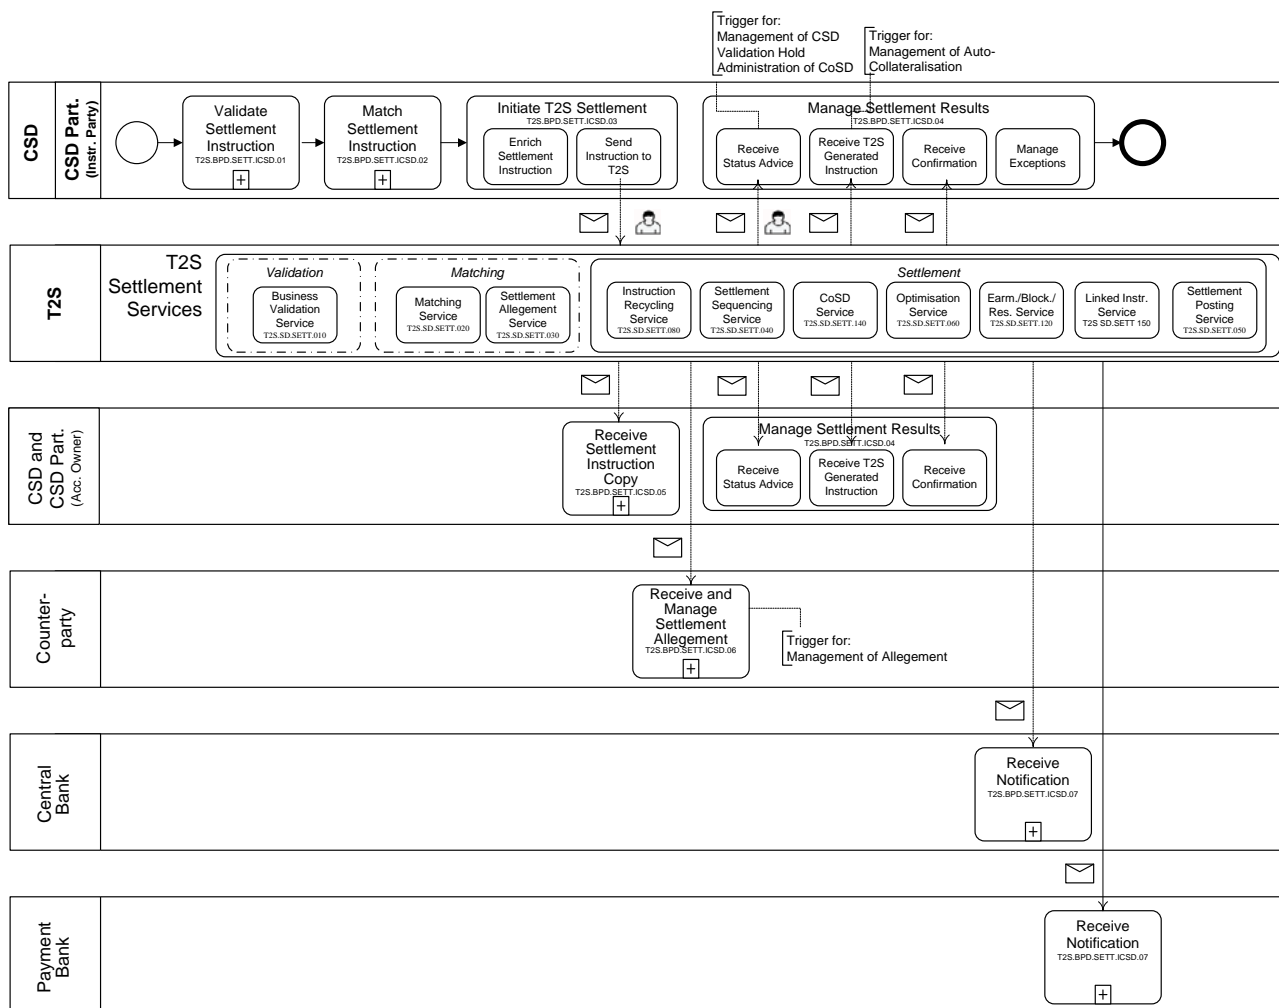 Trigger for:
Management of CSD
Validation Hold
Administration of CoSD
Trigger for:
Management of Auto-
Collateralisation
CSD
CSD Part.
(Instr. Party)
Validate
Settlement
Instruction
T2S.BPD.SETT.ICSD.01
+
Match
Settlement
Instruction
T2S.BPD.SETT.ICSD.02
+
Initiate T2S Settlement
T2S.BPD.SETT.ICSD.03
Enrich
Settlement
Instruction
Send
Instruction to
T2S
Manage Settlement Results
T2S.BPD.SETT.ICSD.04
Receive
Status Advice
Receive T2S
Generated
Instruction
Receive
Confirmation
Manage
Exceptions
T2S
T2S
Settlement
Services
Validation
Business
Validation
Service
T2S.SD.SETT.010
Matching
Matching
Service
T2S.SD.SETT.020
Settlement
Allegement
Service
T2S.SD.SETT.030
Settlement
Instruction
Recycling
Service
T2S.SD.SETT.080
Settlement
Sequencing
Service
T2S.SD.SETT.040
CoSD
Service
T2S.SD.SETT.140
Optimisation
Service
T2S.SD.SETT.060
Earm./Block./
Res. Service
T2S.SD.SETT.120
Linked Instr.
Service
T2S SD.SETT 150
Settlement
Posting
Service
T2S.SD.SETT.050
CSD and
CSD Part.
(Acc. Owner)
Receive
Settlement
Instruction
Copy
T2S.BPD.SETT.ICSD.05
+
Manage Settlement Results
T2S.BPD.SETT.ICSD.04
Receive
Status Advice
Receive T2S
Generated
Instruction
Receive
Confirmation
Counter-
party
Receive and
Manage
Settlement
Allegement
T2S.BPD.SETT.ICSD.06
+
Trigger for:
Management of Allegement
Central
Bank
Receive
Notification
T2S.BPD.SETT.ICSD.07
+
Payment
Bank
Receive
Notification
T2S.BPD.SETT.ICSD.07
+